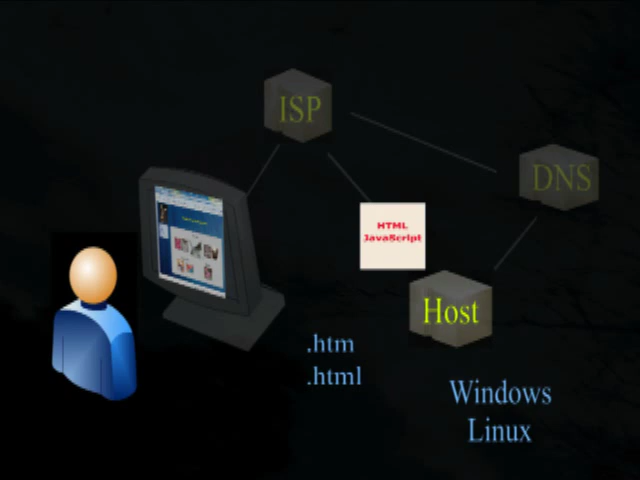 ISP
DNS
HTML
JavaScript
Host
.htm
.html
Windows
Linux